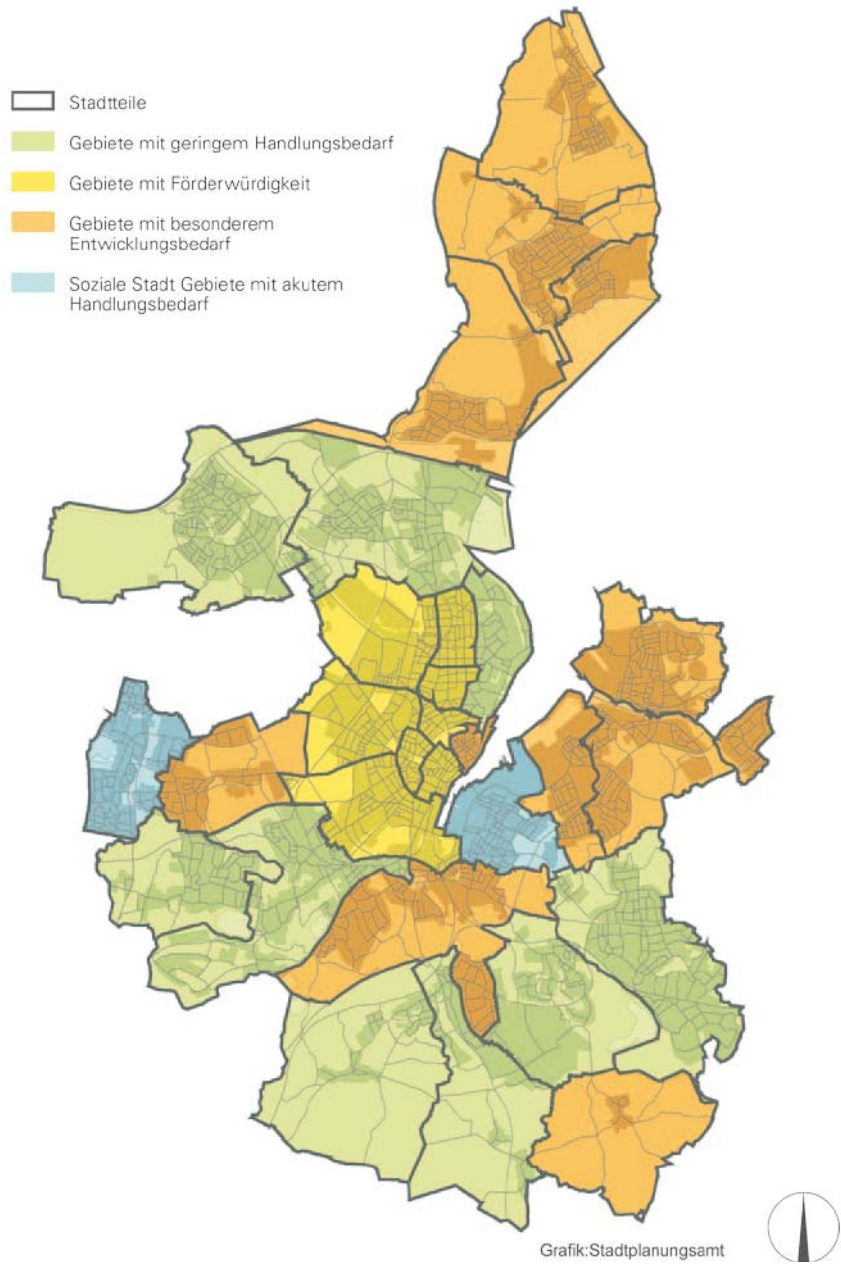 Stadtteile
Gebiete mit geringem Handlungsbedarf
Gebiete mit Förderwürdigkeit
Gebiete mit besonderem
Entwicklungsbedarf
Soziale Stadt Gebiete mit akutem
Handlungsbedarf
Grafik:Stadtplanungsamt